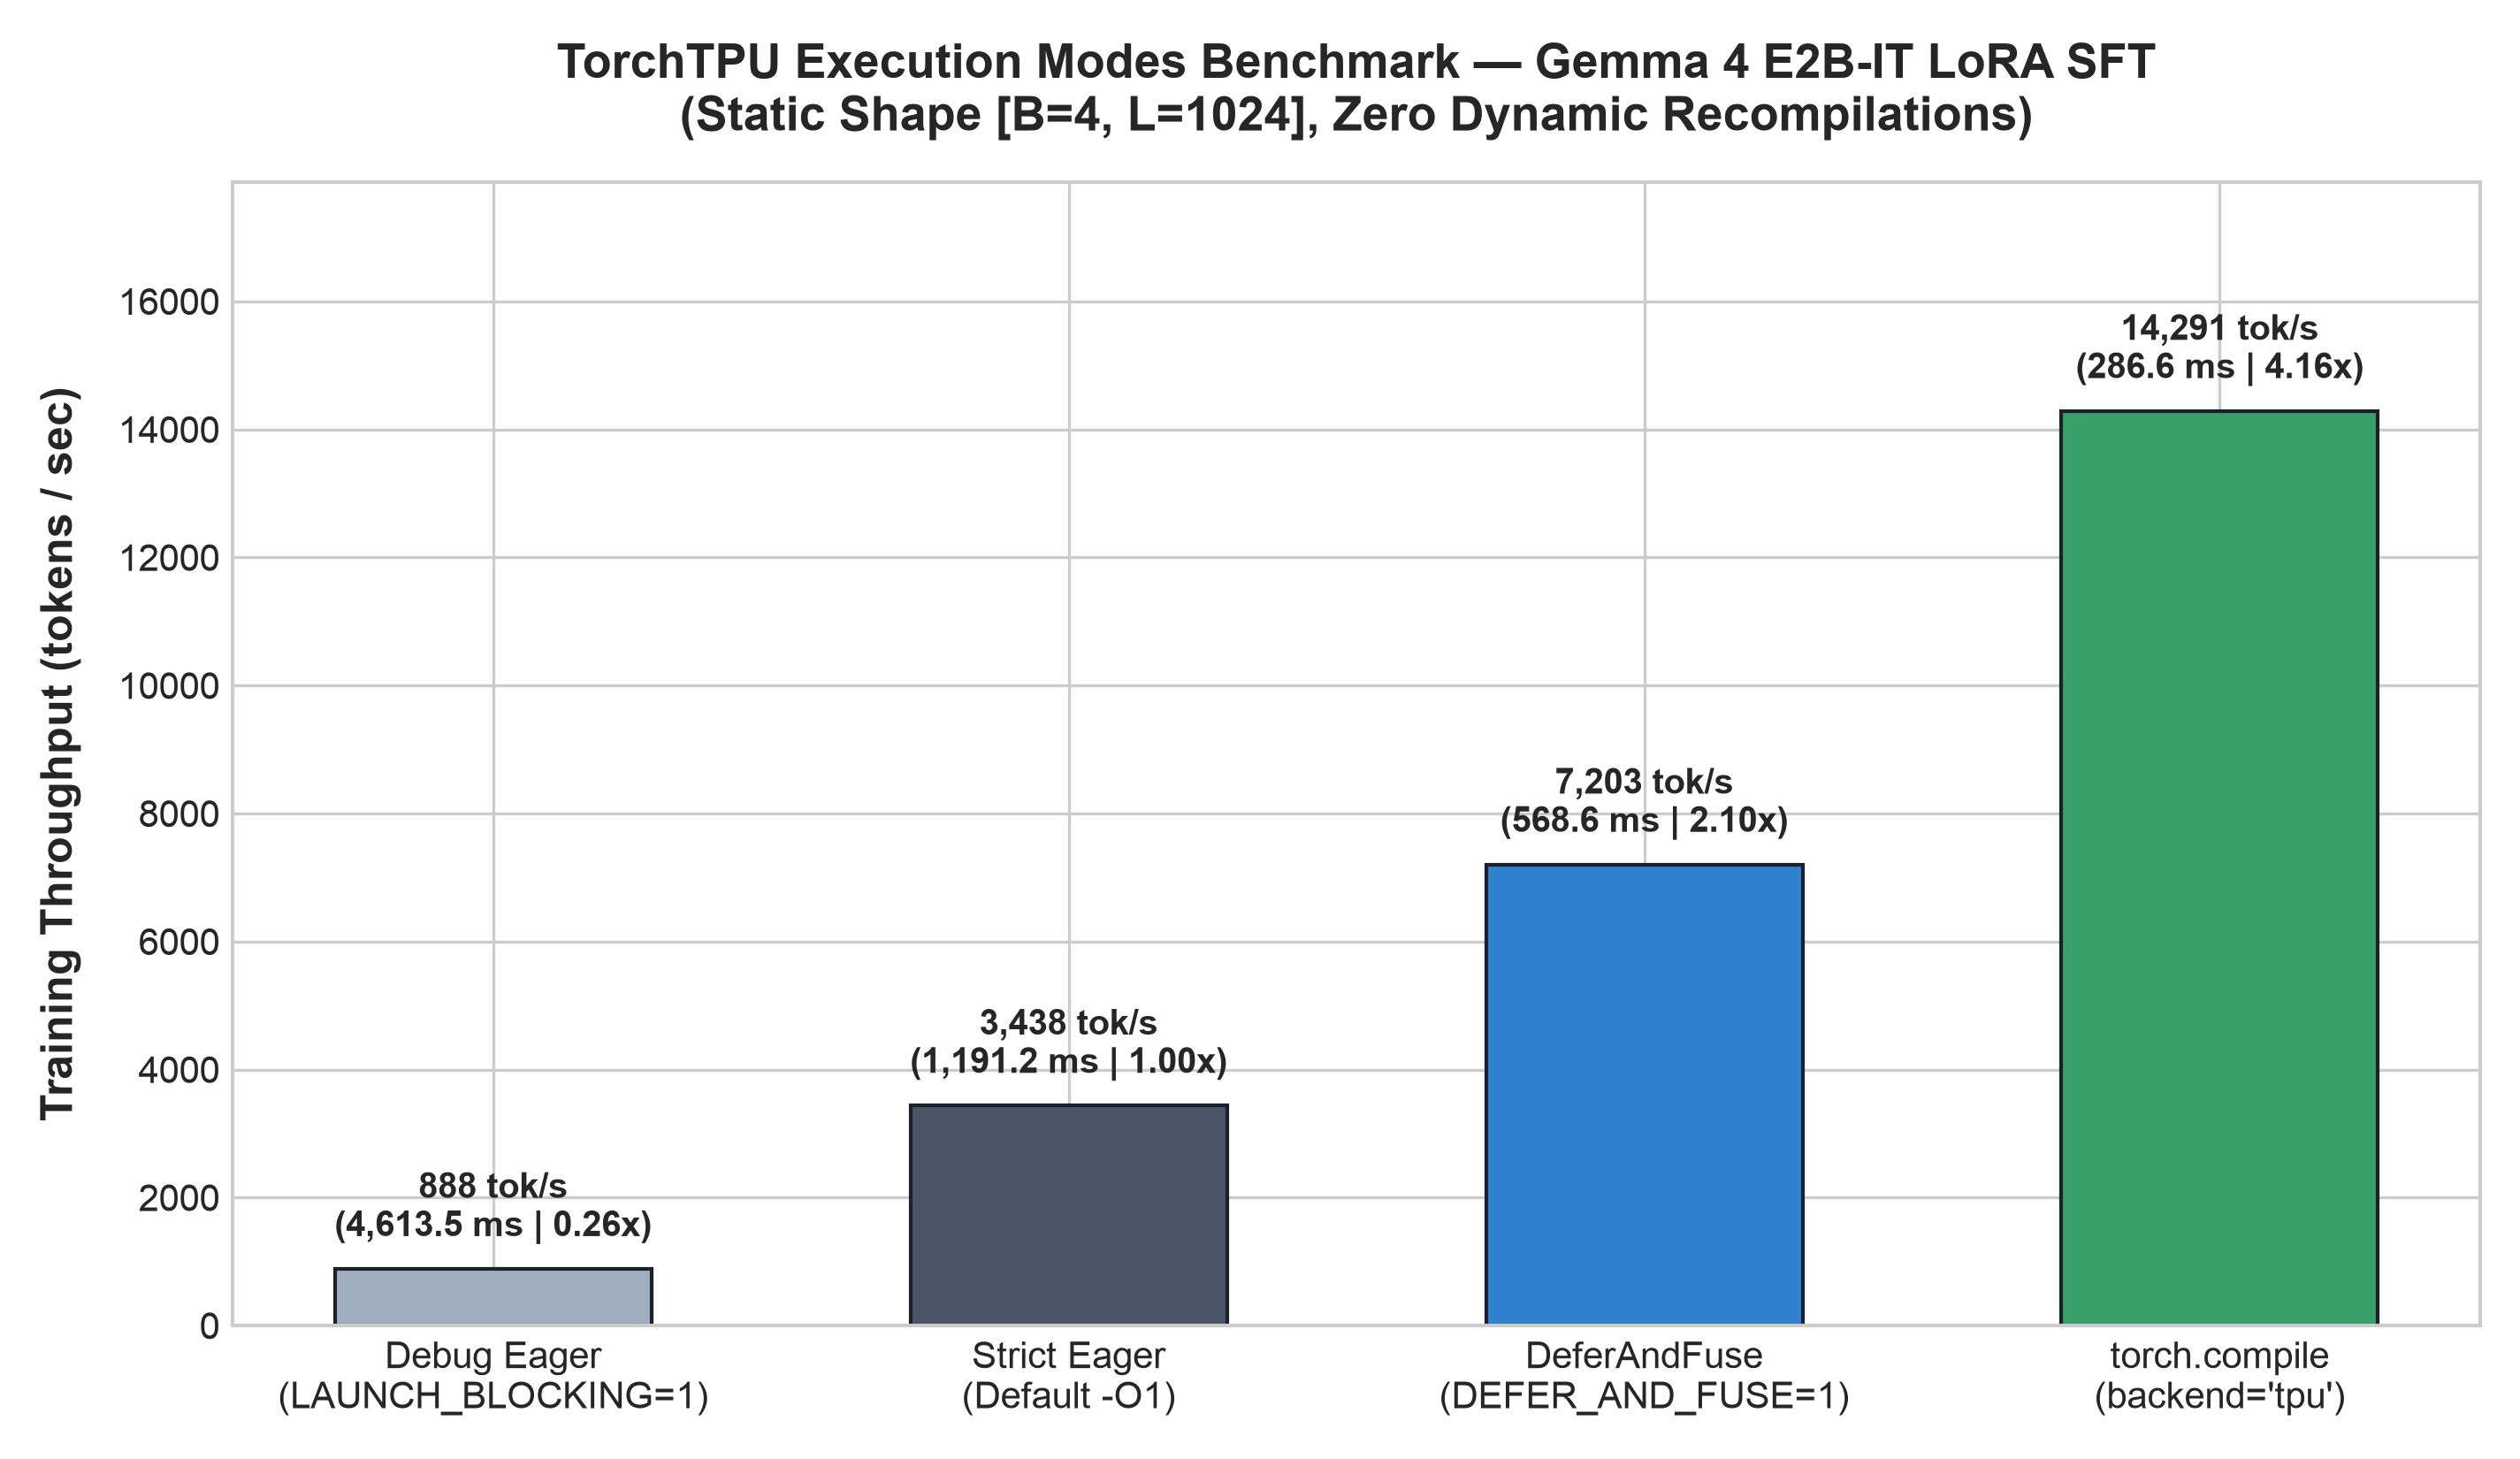 TorchTPU Execution Modes Benchmark — Gemma 4 E2B-IT LoRA SFT
(Static Shape [B=4, L=1024], Zero Dynamic Recompilations)
Training Throughput (tokens / sec)
16000
14000
12000
10000
8000
6000
4000
2000
0
888 tok/s
(4,613.5 ms | 0.26x)
3,438 tok/s
(1,191.2 ms | 1.00x)
7,203 tok/s
(568.6 ms | 2.10x)
14,291 tok/s
(286.6 ms | 4.16x)
Debug Eager
(LAUNCH_BLOCKING=1)
Strict Eager
(Default -O1)
DeferAndFuse
(DEFER_AND_FUSE=1)
torch.compile
(backend='tpu')